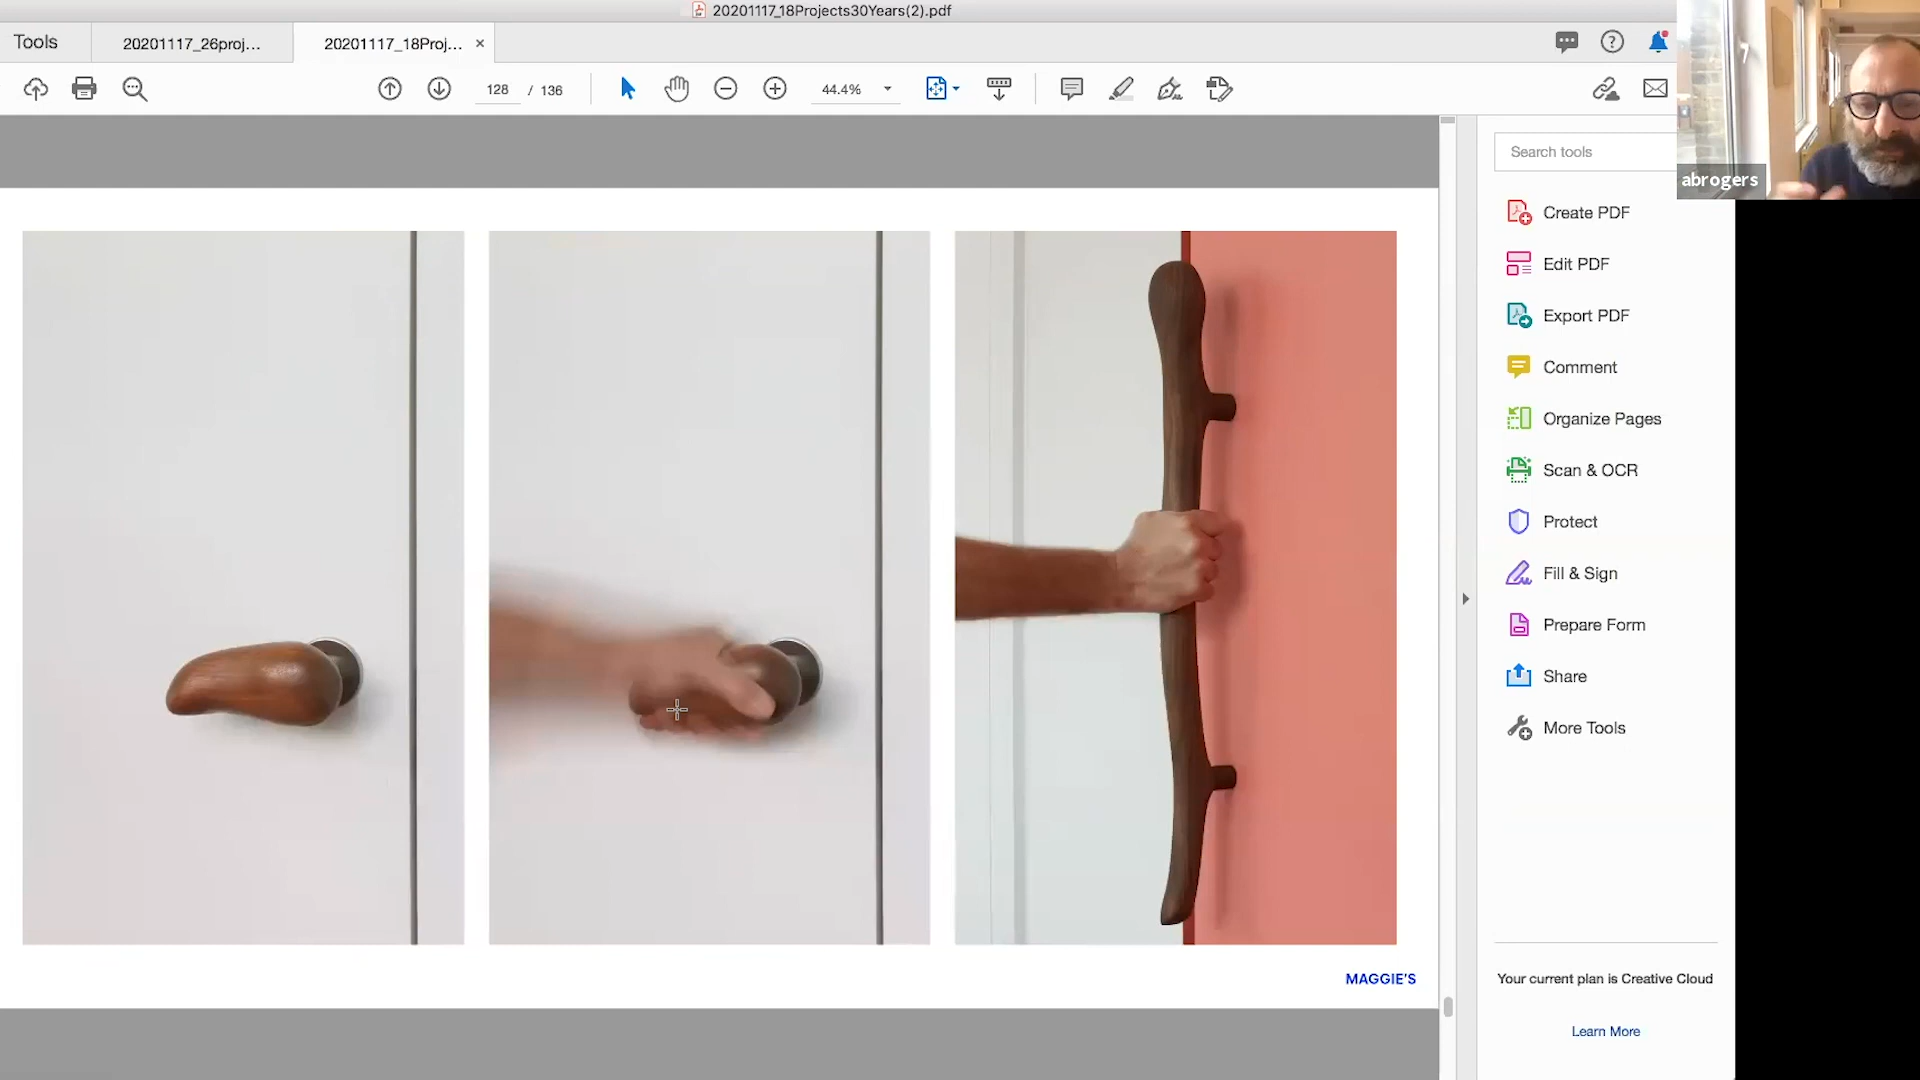 20201117_18Projects30Years(2).pdf
Tools
20201117_26proj...
20201117_18Proj...
128 / 136
44.4%
Search tools
abrogers
Create PDF
Edit PDF
Export PDF
Comment
Organize Pages
Scan & OCR
Protect
Fill & Sign
Prepare Form
Share
More Tools
MAGGIE'S
Your current plan is Creative Cloud
Learn More